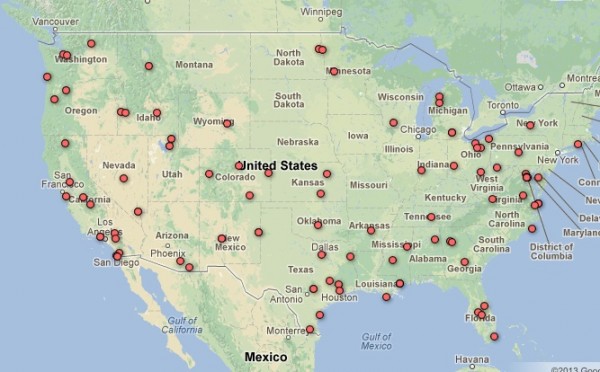 Vancouver
Winnipeg
Washington
Montana
North
Dakota
Minnesota
Ottawa
Montreal
Oregon
Idaho
Wyoming
South
Dakota
Wisconsin
Michigan
Toronto
New York
Nebraska
Iowa
Chicago
Illinois
Indiana
Ohio
Pennsylvania
New York
San
Francisco
Nevada
California
United States
Colorado
Kansas
Missouri
West
Virginia
Kentucky
Virginia
Los
Angeles
San Diego
Arizona
Phoenix
New
Mexico
Oklahoma
Arkansas
Tennessee
North
Carolina
South
Carolina
District of
Columbia
Dallas
Texas
Mississippi
Alabama
Georgia
San
Antonio
Houston
Louisiana
Florida
Gulf of
California
Monterrey
Gulf of
Mexico
Mexico
Havana
Conn
New
Dela
Maryl
©2013 Goo